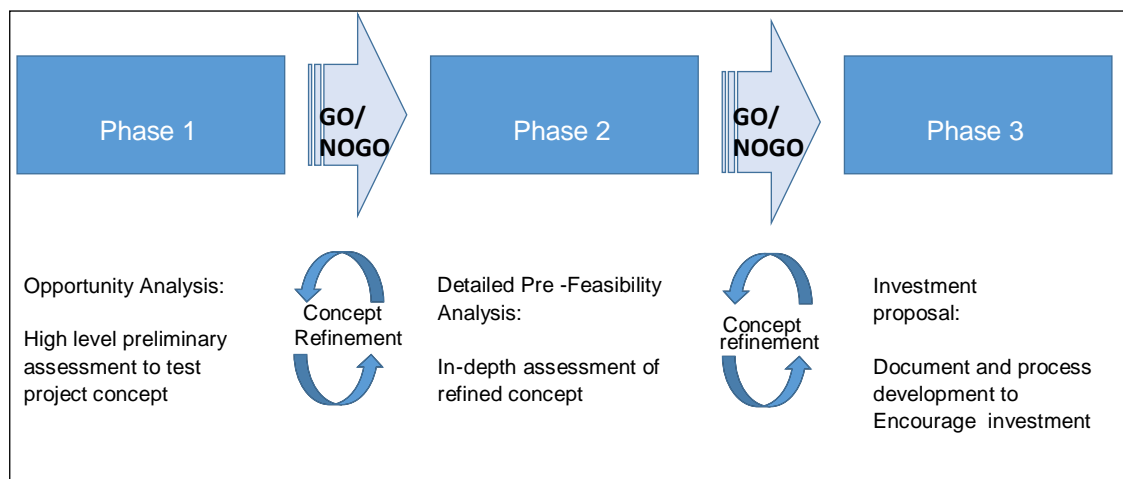 Phase 1
GO/
NOGO
Phase 2
GO/
NOGO
Phase 3
Opportunity Analysis:
High level preliminary
assessment to test
project concept
Concept
Refinement
Detailed Pre -Feasibility
Analysis:
In-depth assessment of
refined concept
Concept
refinement
Investment
proposal:
Document and process
development to
Encourage  investment